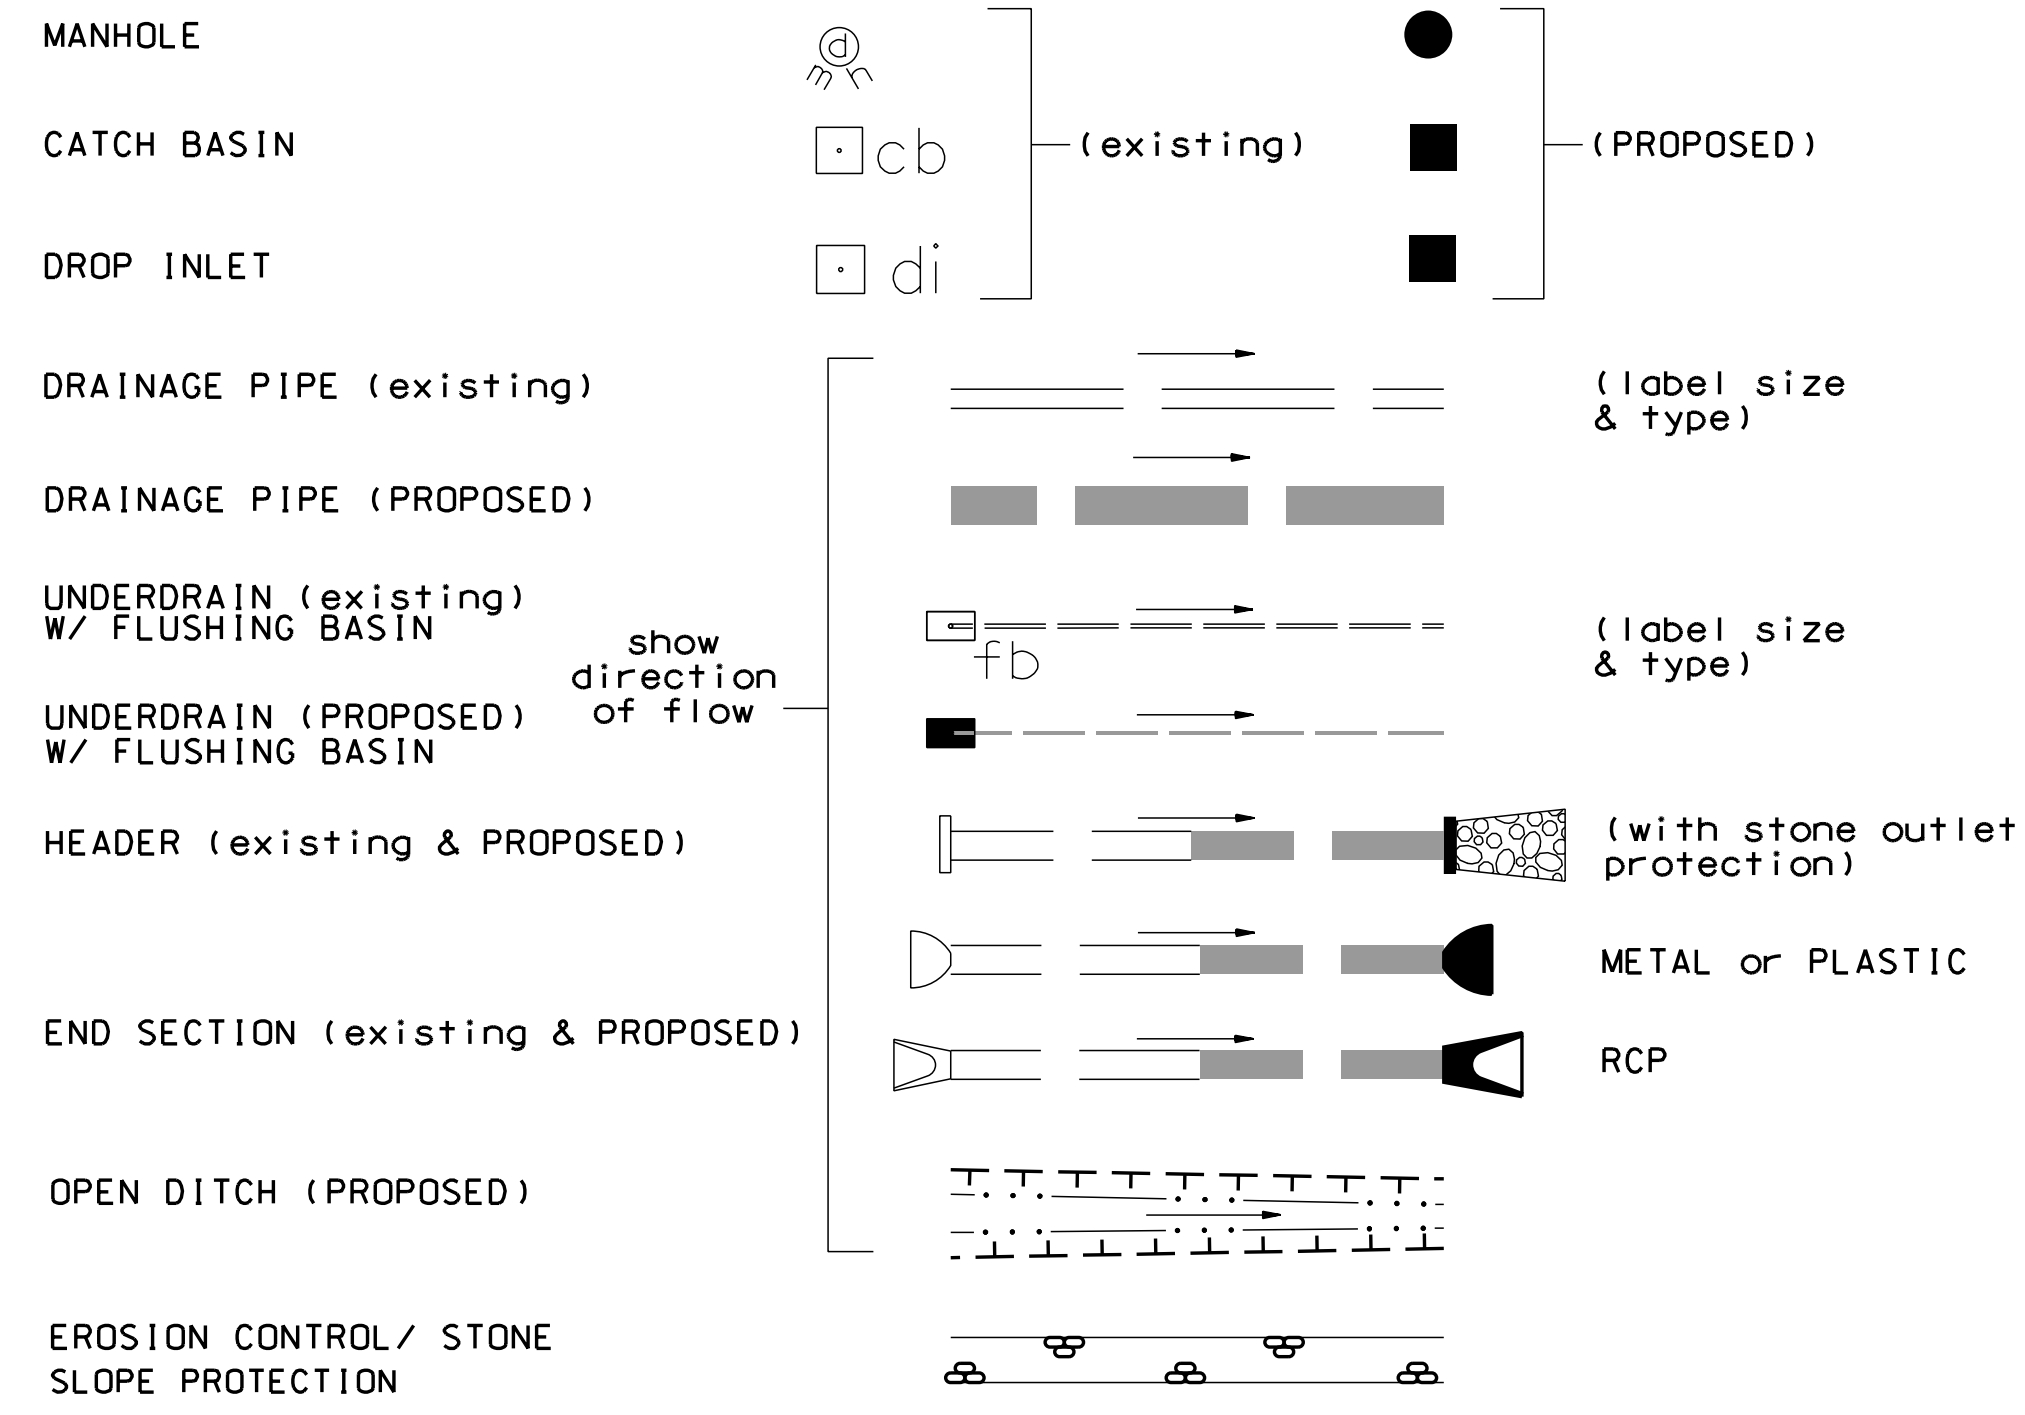 MANHOLE
d
mh
CATCH BASIN
cb
(existing)
(PROPOSED)
DROP INLET
di
DRAINAGE PIPE (existing)
(label size
& type)
DRAINAGE PIPE (PROPOSED)
UNDERDRAIN (existing)
W/ FLUSHING BASIN
fb
(label size
& type)
show
direction
of flow
UNDERDRAIN (PROPOSED)
W/ FLUSHING BASIN
HEADER (existing & PROPOSED)
(with stone outlet
protection)
METAL or PLASTIC
END SECTION (existing & PROPOSED)
RCP
OPEN DITCH (PROPOSED)
EROSION CONTROL/ STONE
SLOPE PROTECTION